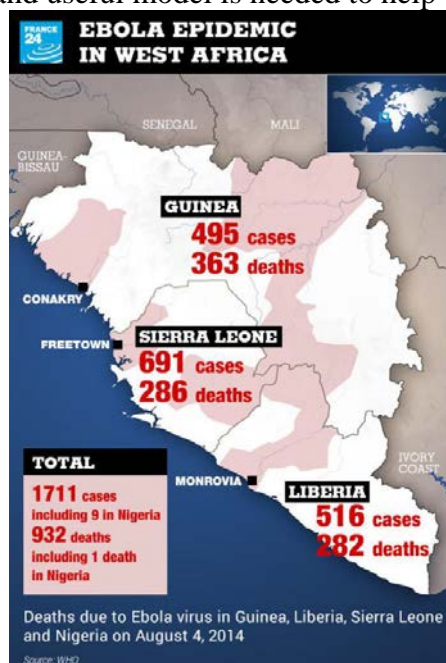 and useful model is needed to help
FRANCE
24
EBOLA EPIDEMIC
IN WEST AFRICA
SENEGAL
MALI
GUINEA-
BISSAU
GUINEA
495 cases
363 deaths
CONAKRY
FREETOWN
SIERRA LEONE
691 cases
286 deaths
IVORY
COAST
TOTAL
1711 cases
including 9 in Nigeria
932 deaths
including 1 death
in Nigeria
MONROVIA
LIBERIA
516 cases
282 deaths
Deaths due to Ebola virus in Guinea, Liberia, Sierra Leone
and Nigeria on August 4, 2014
Source: WHO